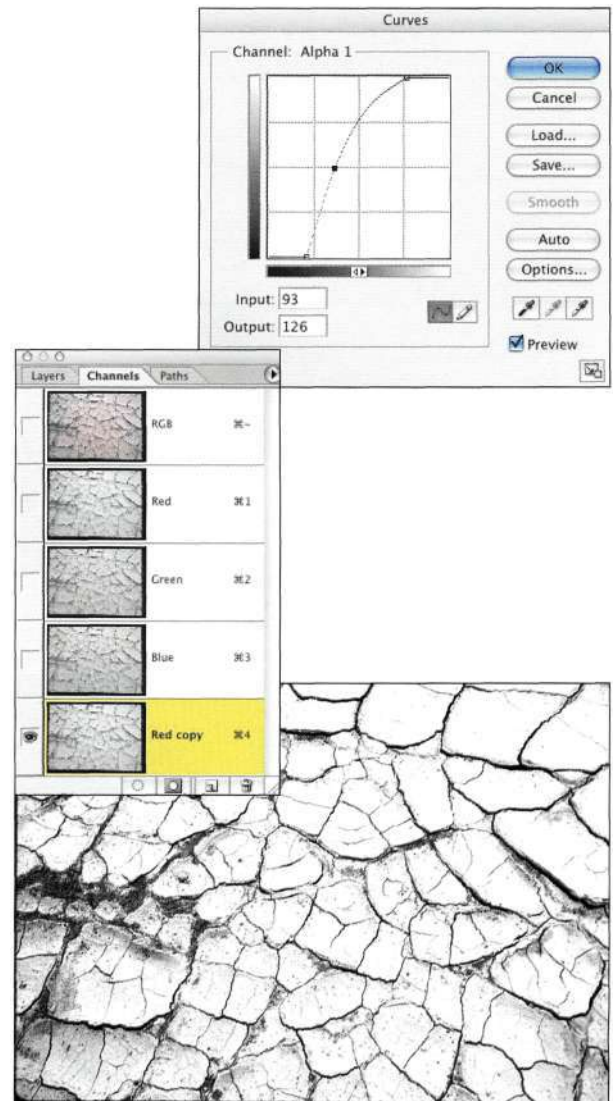 Curves
Channel: Alpha 1
OK
Cancel
Load...
Save...
Smooth
Auto
Options...
Input: 93
Output: 126
Preview
Layers Channels Paths
RGB ⌘~
Red ⌘1
Green ⌘2
Blue ⌘3
Red copy ⌘4